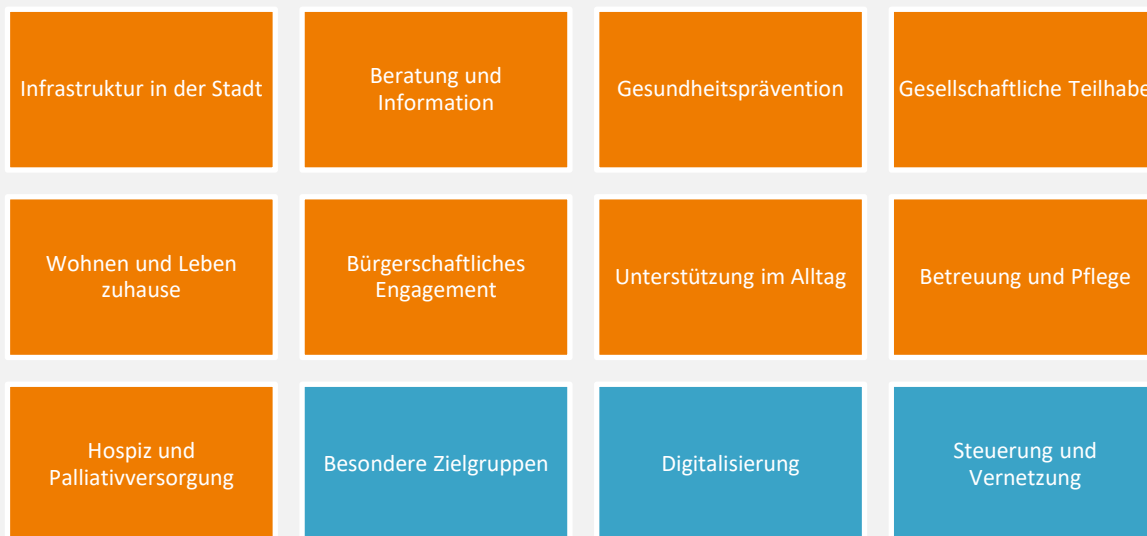 Infrastruktur in der Stadt
Beratung und
Information
Gesundheitsprävention
Gesellschaftliche Teilhabe
Wohnen und Leben
zuhause
Bürgerschaftliches
Engagement
Unterstützung im Alltag
Betreuung und Pflege
Hospiz und
Palliativversorgung
Besondere Zielgruppen
Digitalisierung
Steuerung und
Vernetzung